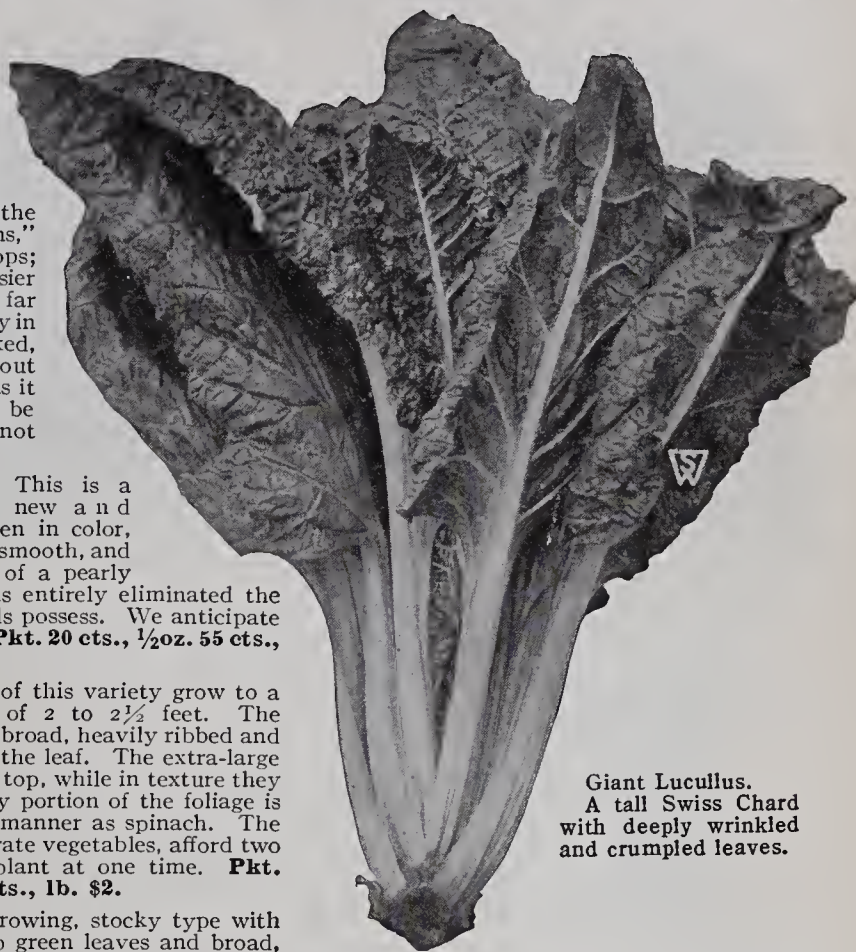 the
ns,"
ops;
sier
far
y in
ked,
out
s it
be
not
This is a
new and
en in color,
smooth, and
of a pearly
s entirely eliminated the
ls possess. We anticipate
Pkt. 20 cts., ½oz. 55 cts.,
of this variety grow to a
of 2 to 2½ feet. The
broad, heavily ribbed and
the leaf. The extra-large
top, while in texture they
y portion of the foliage is
manner as spinach. The
rate vegetables, afford two
plant at one time. Pkt.
ts., lb. $2.
rowing, stocky type with
green leaves and broad,
SW
Giant Lucullus.
A tall Swiss Chard
with deeply wrinkled
and crumpled leaves.